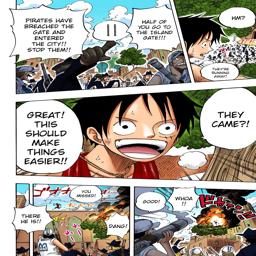 PIRATES HAVE
BREACHED THE
GATE AND
ENTERED
THE CITY!!!
STOP THEM!!
!!
HALF OF
YOU GO TO
THE ISLAND
GATE!!!
HM?
THEY'RE
RUNNING
AWAY!
GREAT!
THIS
SHOULD
MAKE
THINGS
EASIER!!
THEY
CAME?!
YOU
MISSED!
THERE
HE IS!!
DANG!
GOOD!
WHOA
!!